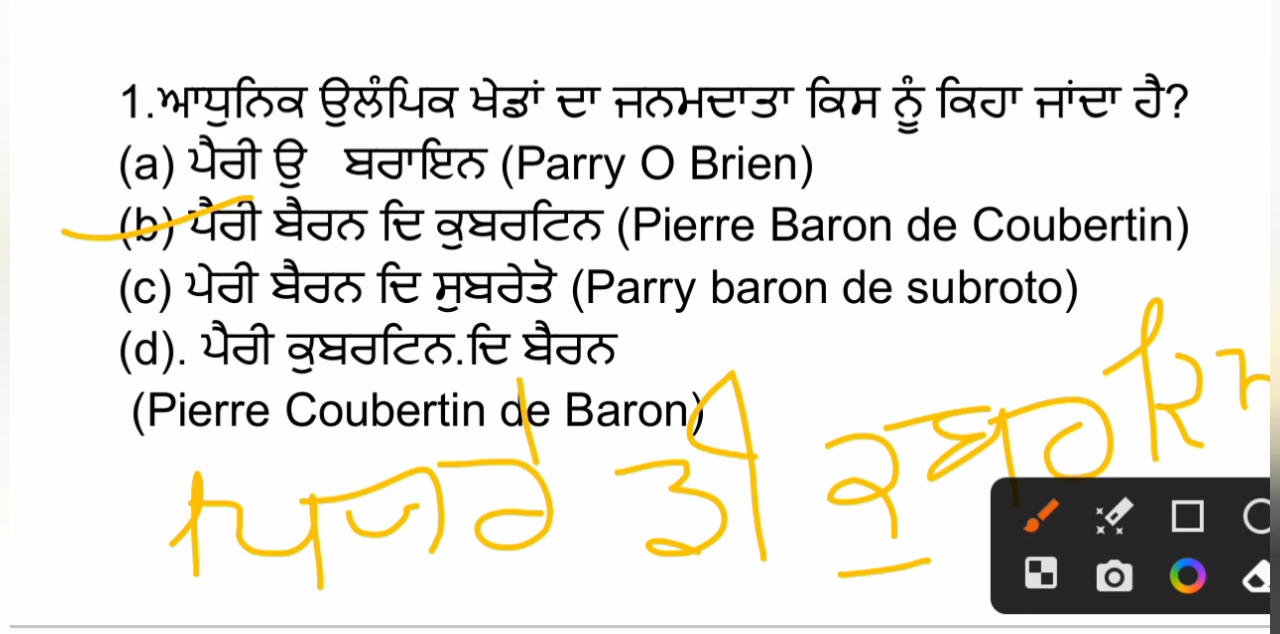 1.ਆਧੁਨਿਕ ਉਲੰਪਿਕ ਖੇਡਾਂ ਦਾ ਜਨਮਦਾਤਾ ਕਿਸ ਨੂੰ ਕਿਹਾ ਜਾਂਦਾ ਹੈ?
(a) ਪੈਰੀ ਉ ਬਰਾਇਨ (Parry O Brien)
(b) ਪੈਰੀ ਬੈਰਨ ਦਿ ਕੁਬਰਟਿਨ (Pierre Baron de Coubertin)
(c) ਪੇਰੀ ਬੈਰਨ ਦਿ ਸੁਬਰੇਤੋ (Parry baron de subroto)
(d). ਪੈਰੀ ਕੁਬਰਟਿਨ.ਦਿ ਬੈਰਨ
(Pierre Coubertin de Baron)
ਪਿਯਰੇ ਡੀ